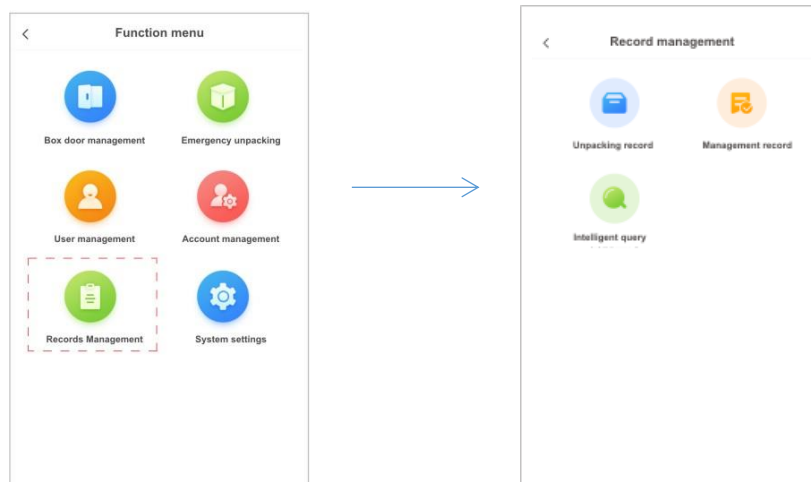 Function menu
Box door management
Emergency unpacking
User management
Account management
Records Management
System settings
Record management
Unpacking record
Management record
Intelligent query